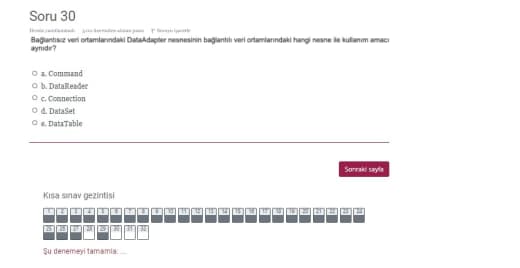 Soru 30
Henüz yanıtlanmadı 5,00 üzerinden işaretlenmiş Soruyu işaretle
Bağlantısız veri ortamlarındaki DataAdapter nesnesinin bağlantılı veri ortamlarındaki hangi nesne ile kullanım amacı
aynıdır?
a. Command
b. DataReader
c. Connection
d. DataSet
e. DataTable
Sonraki sayfa
Kısa sınav gezintisi
1 2 3 4 5 6 7 8 9 10 11 12 13 14 15 16 17 18 19 20 21 22 23 24
25 26 27 28 29 30 31 32
Şu denemeyi tamamla ...